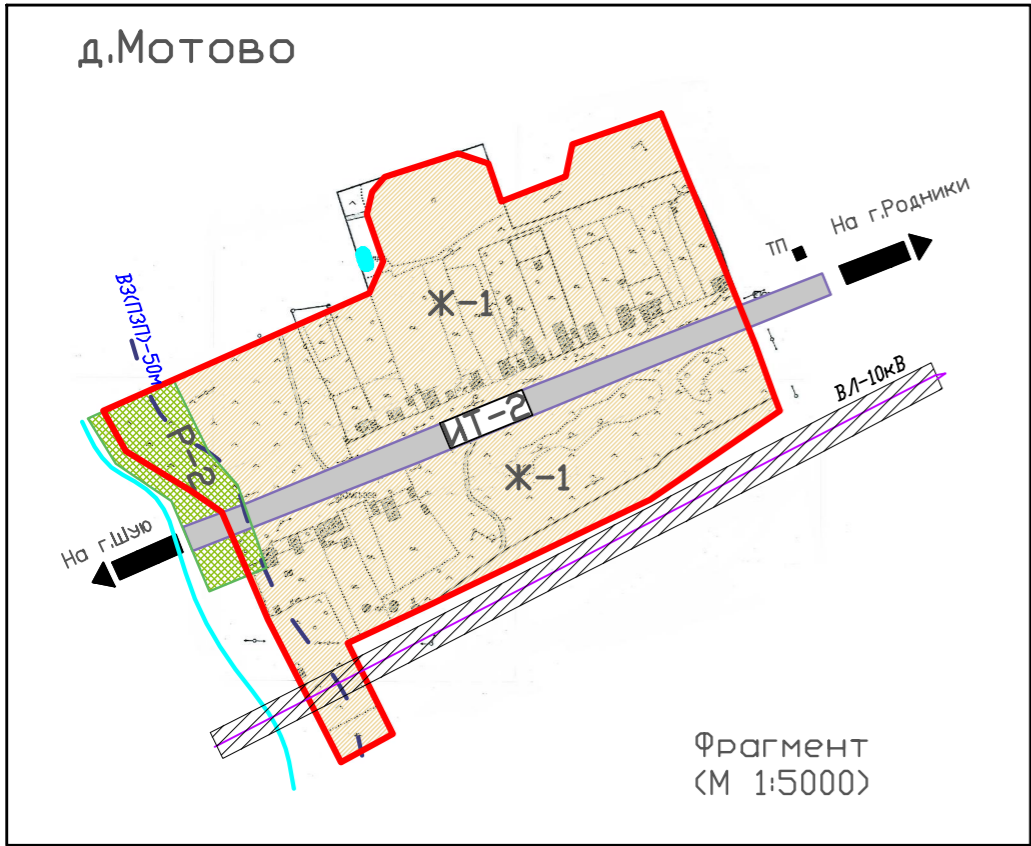 д.Мотово
На г.Родники
ТП
ВЗ(ПЗП)-50м
Ж-1
ВЛ-10кВ
ИТ-2
Р-2
Ж-1
На г.Шую
Фрагмент
(М 1:5000)